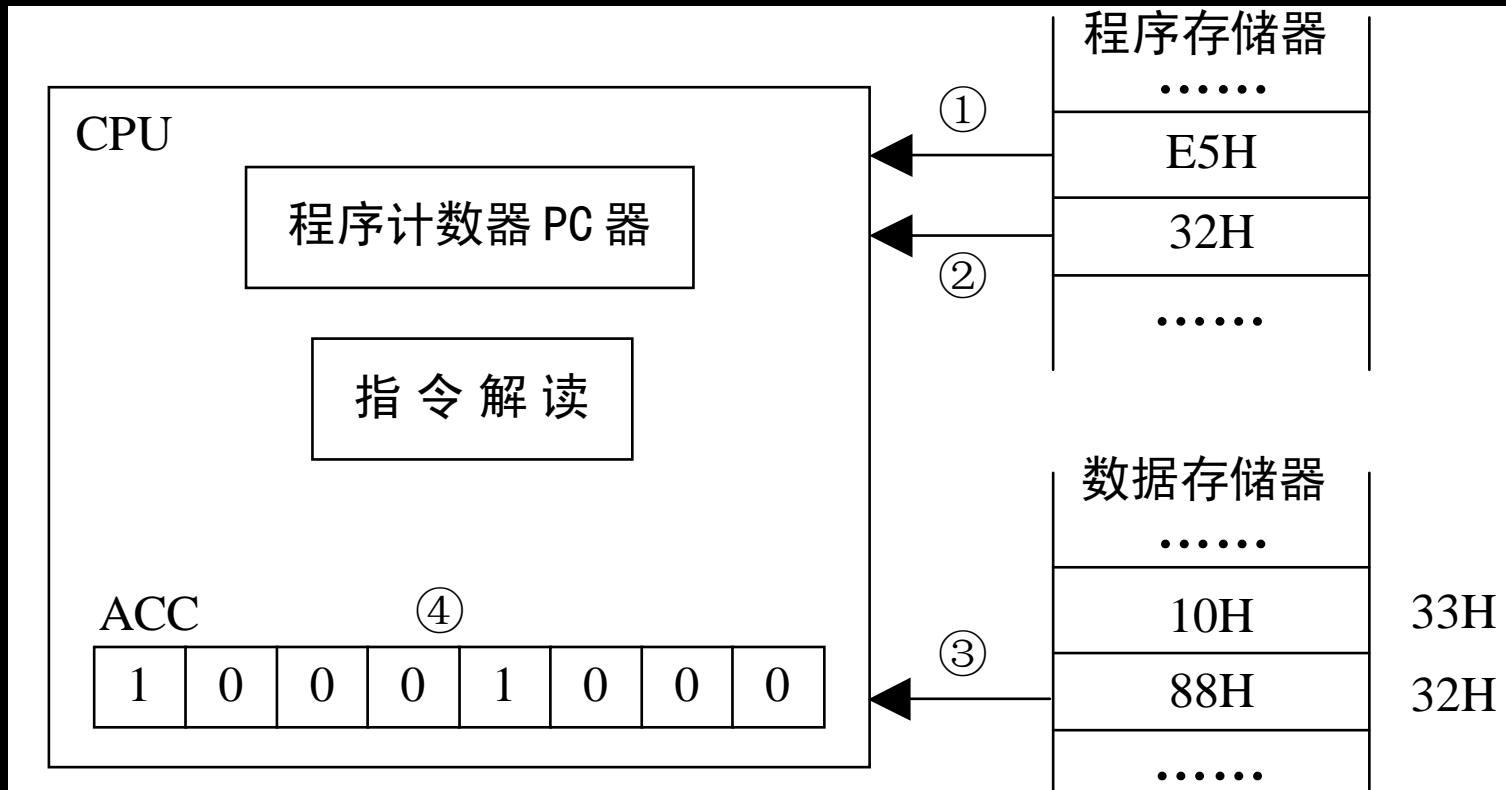 CPU
程序计数器 PC 器
指 令 解 读
ACC
④
1 0 0 0 1 0 0 0
①
②
③
程序存储器
……
E5H
32H
……
数据存储器
……
10H 33H
88H 32H
……